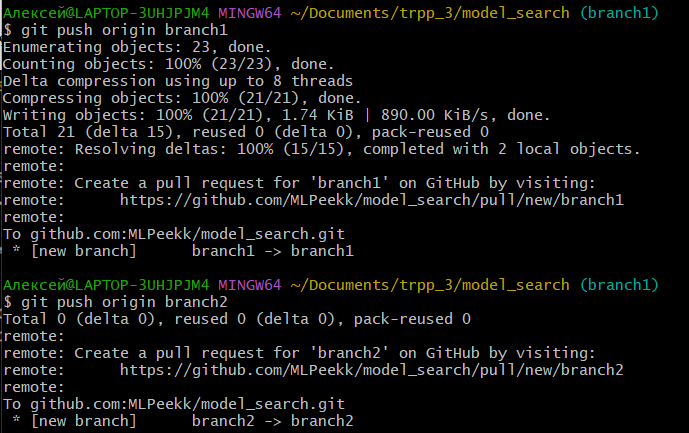 Алексей@LAPTOP-3UHJPJM4 MINGW64 ~/Documents/trpp_3/model_search (branch1)
$ git push origin branch1
Enumerating objects: 23, done.
Counting objects: 100% (23/23), done.
Delta compression using up to 8 threads
Compressing objects: 100% (21/21), done.
Writing objects: 100% (21/21), 1.74 KiB | 890.00 KiB/s, done.
Total 21 (delta 15), reused 0 (delta 0), pack-reused 0
remote: Resolving deltas: 100% (15/15), completed with 2 local objects.
remote:
remote: Create a pull request for 'branch1' on GitHub by visiting:
remote:      https://github.com/MLPeekk/model_search/pull/new/branch1
remote:
To github.com:MLPeekk/model_search.git
 * [new branch]      branch1 -> branch1
Алексей@LAPTOP-3UHJPJM4 MINGW64 ~/Documents/trpp_3/model_search (branch1)
$ git push origin branch2
Total 0 (delta 0), reused 0 (delta 0), pack-reused 0
remote:
remote: Create a pull request for 'branch2' on GitHub by visiting:
remote:      https://github.com/MLPeekk/model_search/pull/new/branch2
remote:
To github.com:MLPeekk/model_search.git
 * [new branch]      branch2 -> branch2